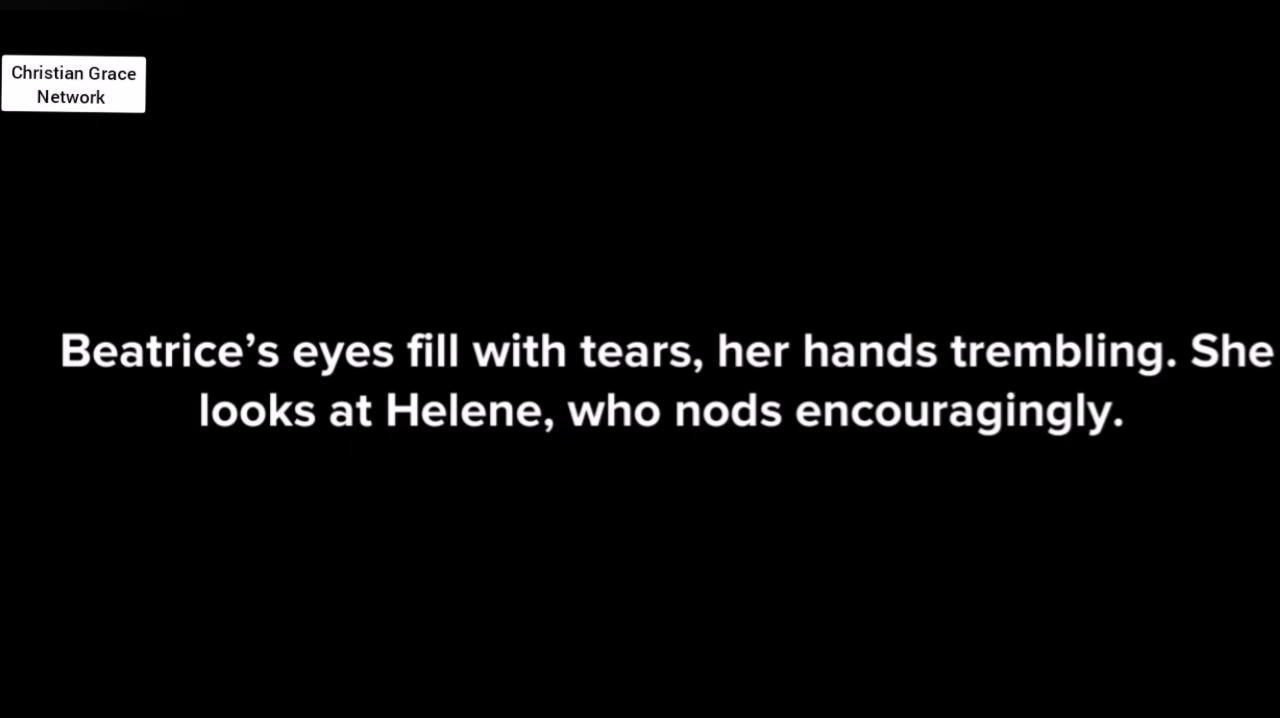 Christian Grace
Network
Beatrice’s eyes fill with tears, her hands trembling. She
looks at Helene, who nods encouragingly.